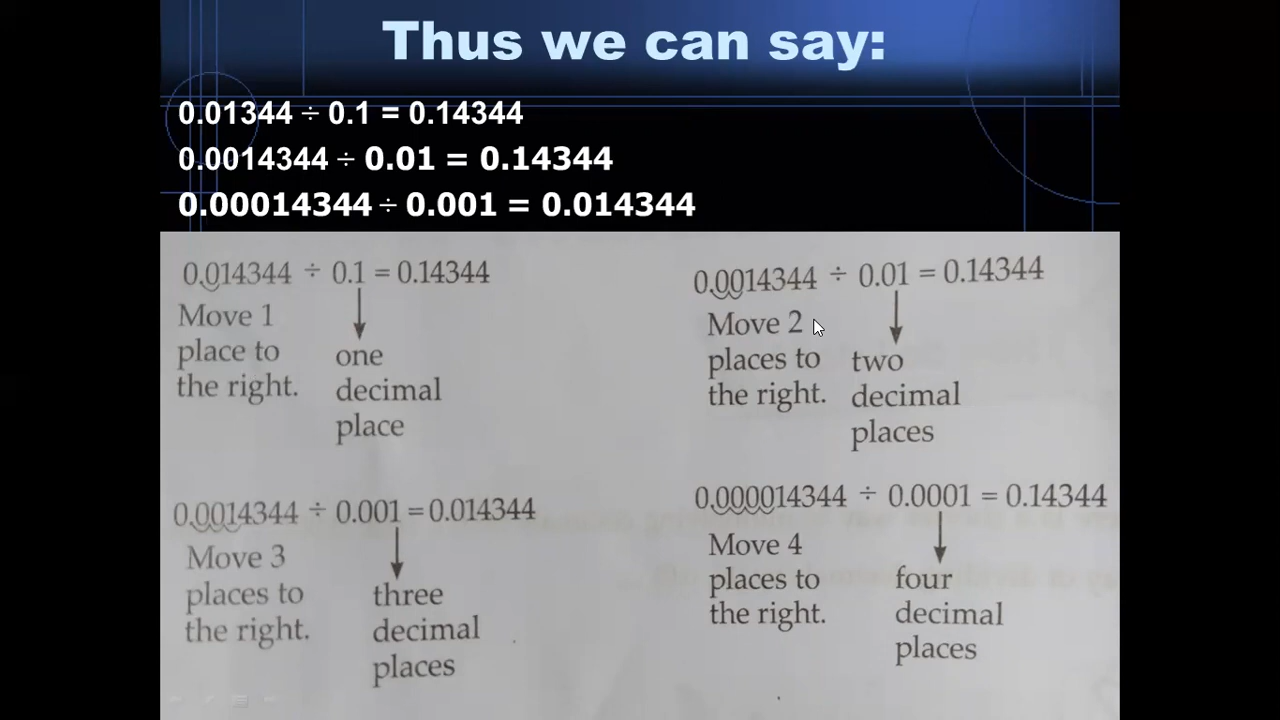 Thus we can say:
0.01344 ÷ 0.1 = 0.14344
0.0014344 ÷ 0.01 = 0.14344
0.00014344 ÷ 0.001 = 0.014344
0.014344 ÷ 0.1 = 0.14344
Move 1
place to
the right.
one
decimal
place
0.0014344 ÷ 0.01 = 0.14344
Move 2
places to
the right.
two
decimal
places
0.0014344 ÷ 0.001 = 0.014344
Move 3
places to
the right.
three
decimal
places
0.000014344 ÷ 0.0001 = 0.14344
Move 4
places to
the right.
four
decimal
places